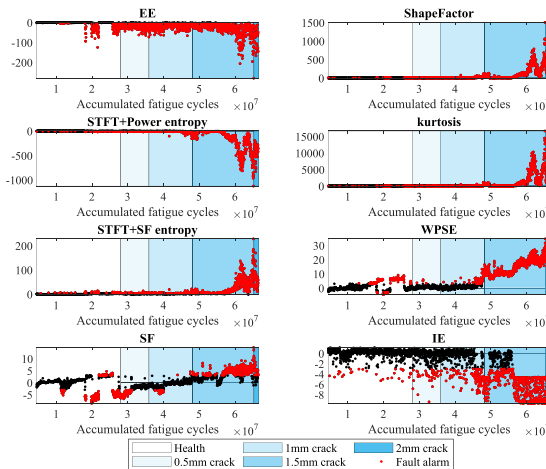 EE
0
-100
-200
1 2 3 4 5 6
Accumulated fatigue cycles ×10^7
ShapeFactor
1500
1000
500
0
1 2 3 4 5 6
Accumulated fatigue cycles ×10^7
STFT+Power entropy
0
-500
-1000
1 2 3 4 5 6
Accumulated fatigue cycles ×10^7
kurtosis
15000
10000
5000
0
1 2 3 4 5 6
Accumulated fatigue cycles ×10^7
STFT+SF entropy
200
100
0
1 2 3 4 5 6
Accumulated fatigue cycles ×10^7
WPSE
30
20
10
0
1 2 3 4 5 6
Accumulated fatigue cycles ×10^7
SF
10
5
0
-5
1 2 3 4 5 6
Accumulated fatigue cycles ×10^7
IE
0
-2
-4
-6
-8
1 2 3 4 5 6
Accumulated fatigue cycles ×10^7
Health 1mm crack 2mm crack
0.5mm crack 1.5mm crack Fault alarm